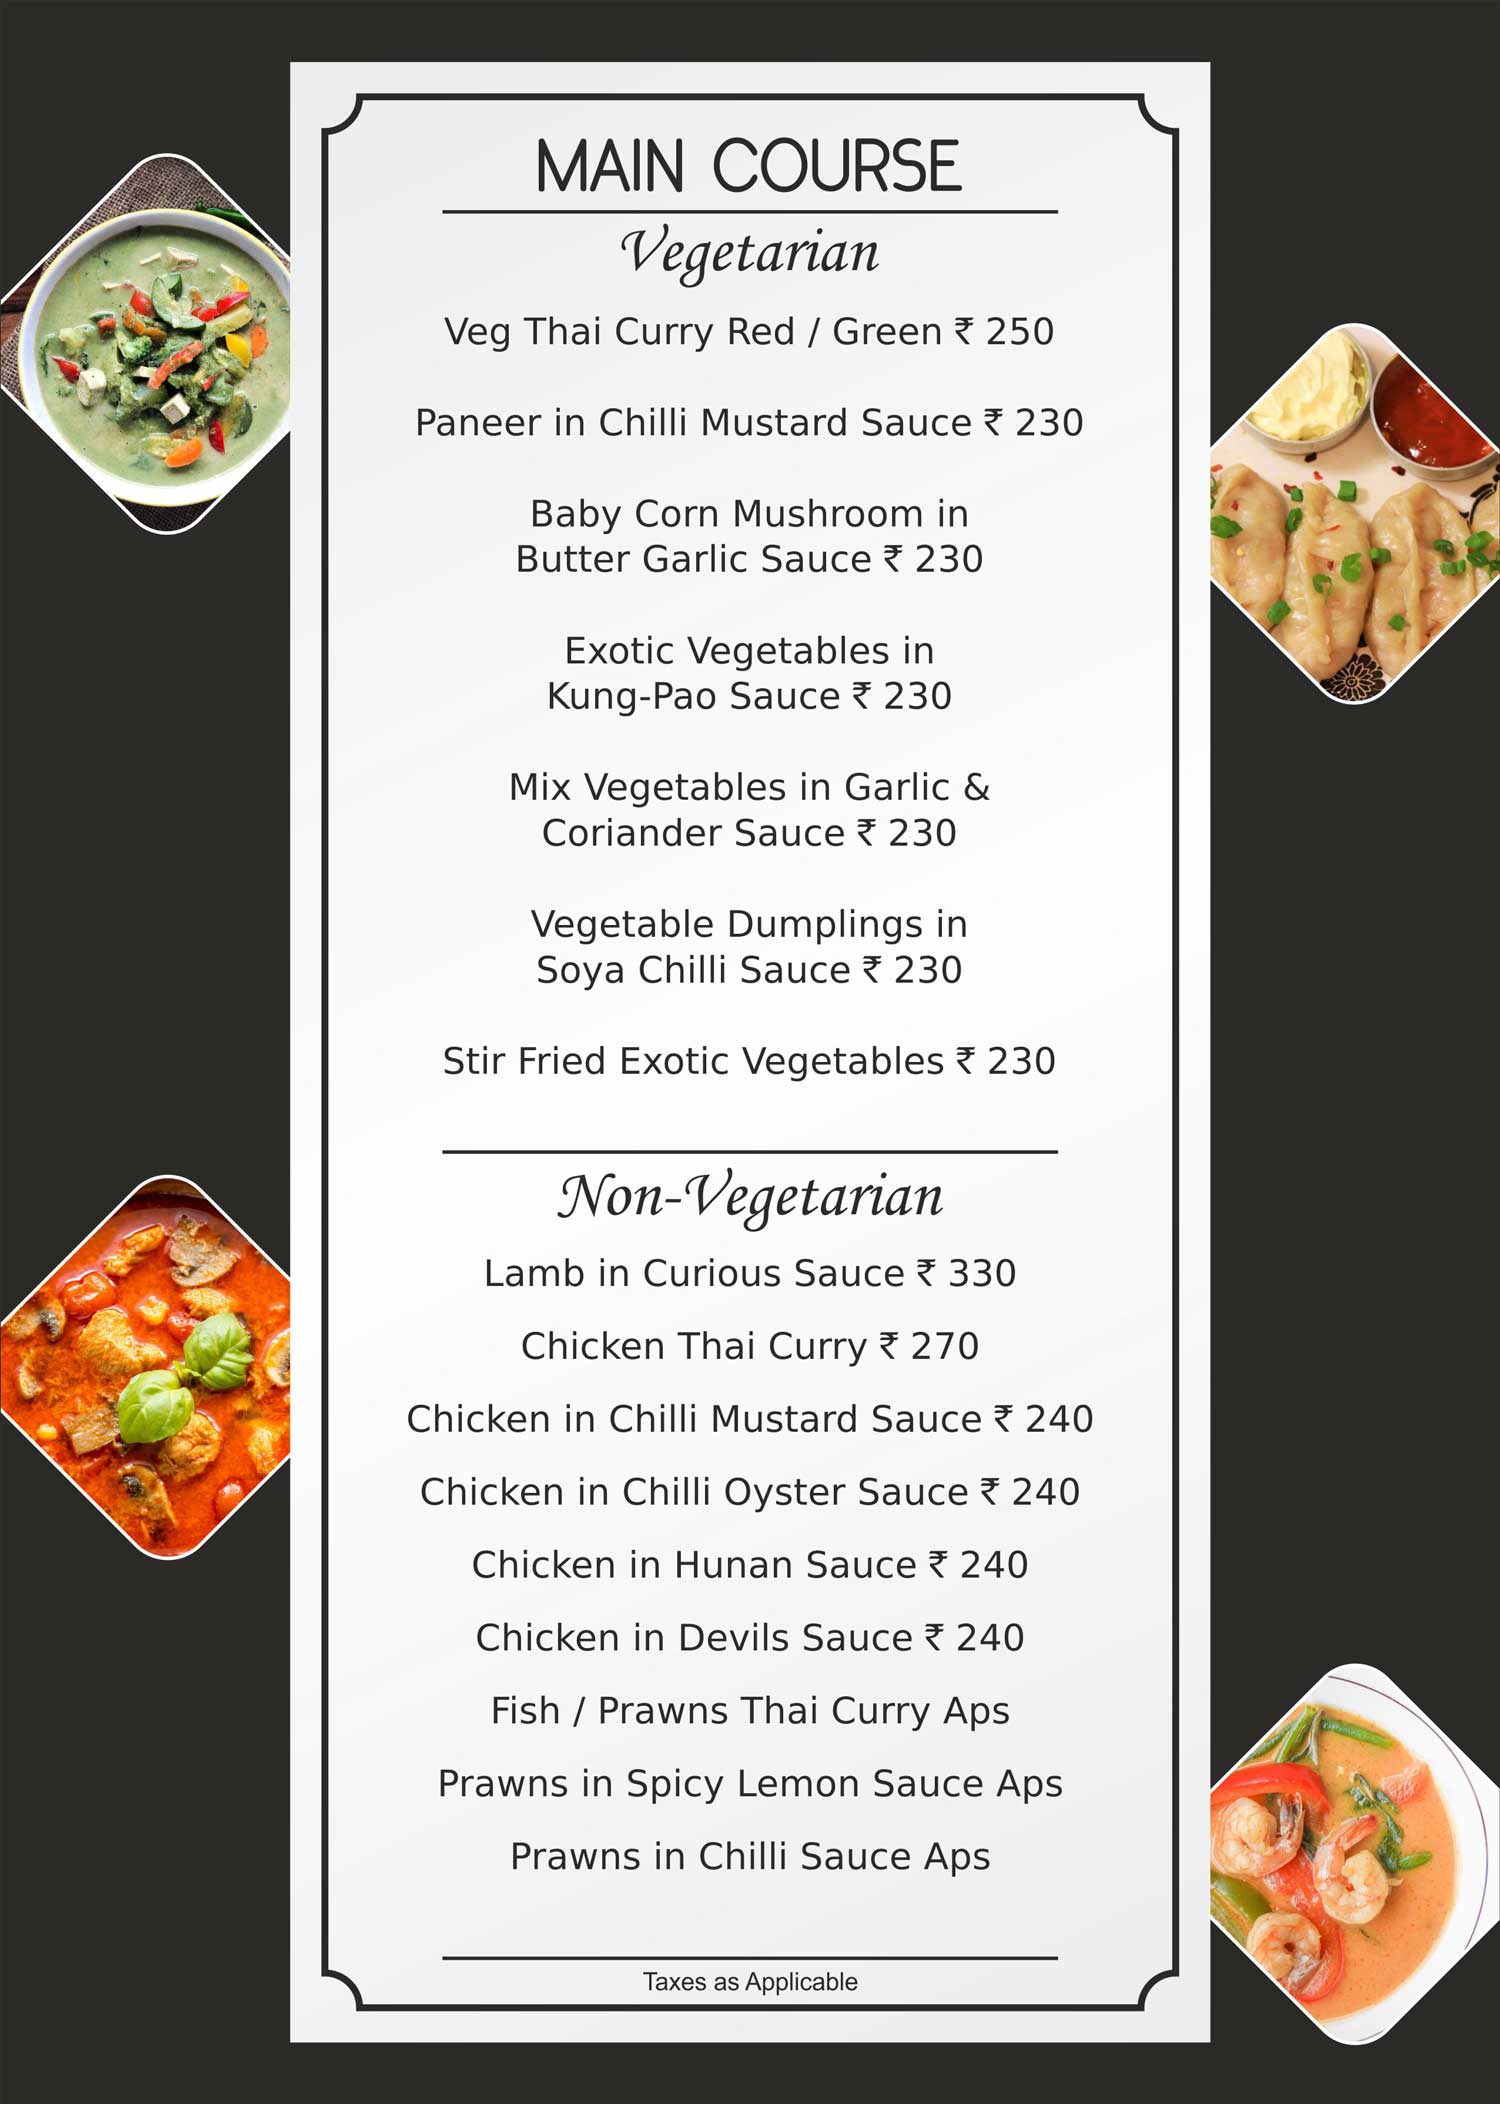 MAIN COURSE
Vegetarian
Veg Thai Curry Red / Green ₹ 250
Paneer in Chilli Mustard Sauce ₹ 230
Baby Corn Mushroom in
Butter Garlic Sauce ₹ 230
Exotic Vegetables in
Kung-Pao Sauce ₹ 230
Mix Vegetables in Garlic &
Coriander Sauce ₹ 230
Vegetable Dumplings in
Soya Chilli Sauce ₹ 230
Stir Fried Exotic Vegetables ₹ 230
Non-Vegetarian
Lamb in Curious Sauce ₹ 330
Chicken Thai Curry ₹ 270
Chicken in Chilli Mustard Sauce ₹ 240
Chicken in Chilli Oyster Sauce ₹ 240
Chicken in Hunan Sauce ₹ 240
Chicken in Devils Sauce ₹ 240
Fish / Prawns Thai Curry Aps
Prawns in Spicy Lemon Sauce Aps
Prawns in Chilli Sauce Aps
Taxes as Applicable